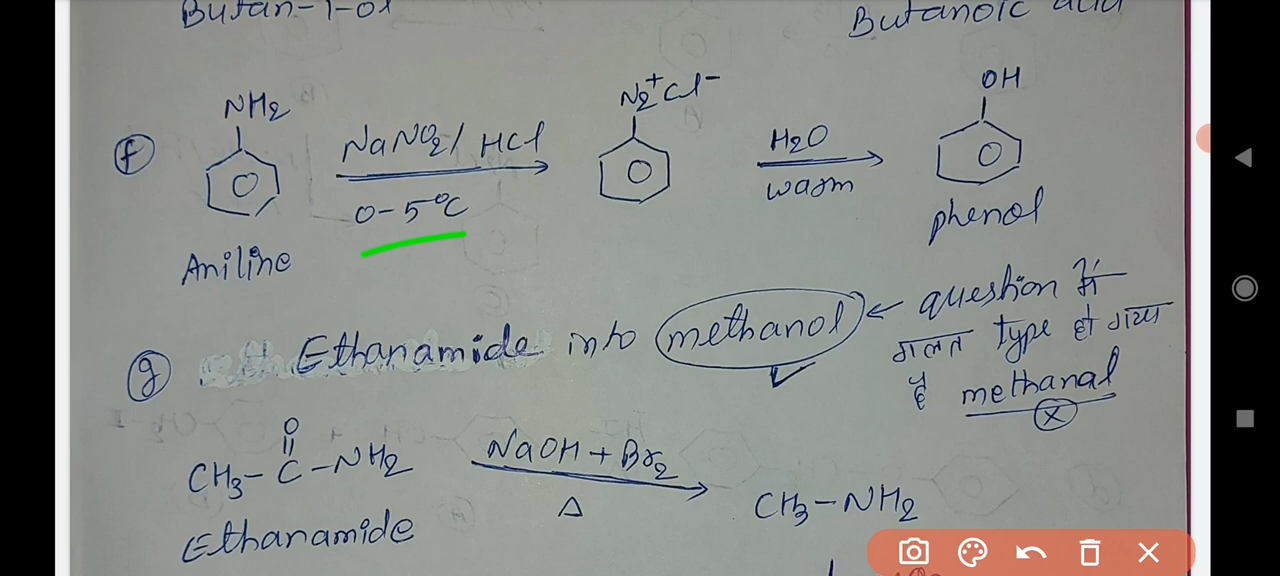 Butan-1-ol
Butanoic acid
(f) NH2 NaNO2/HCl 0-5°C N2+Cl- H2O warm OH
Aniline
phenol
(g) Ethanamide into methanol ← question में
गलत type हो गया
है methanal
(x)
O
CH3-C-NH2 NaOH + Br2 Δ CH3-NH2
Ethanamide